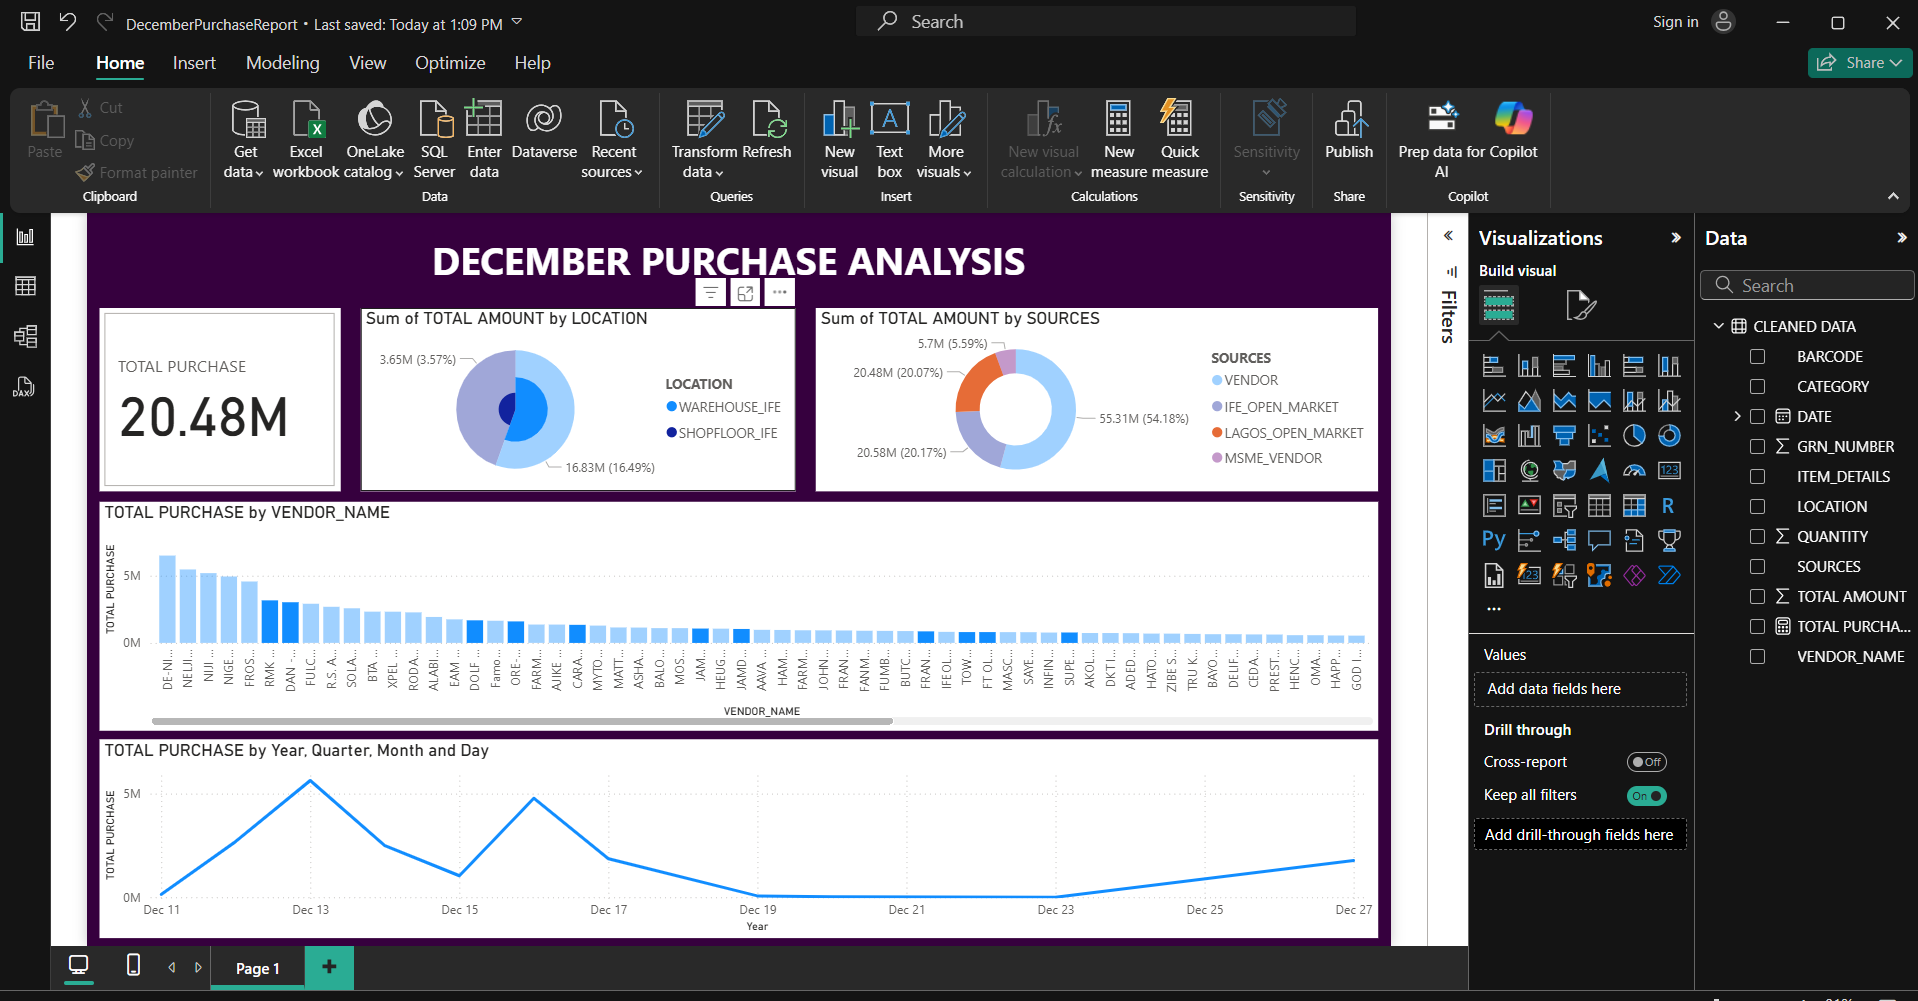 DecemberPurchaseReport • Last saved: Today at 1:09 PM
Search
Sign in
File
Home
Insert
Modeling
View
Optimize
Help
Share
Paste
Cut
Copy
Format painter
Clipboard
Get data
Excel workbook
OneLake catalog
SQL Server
Enter data
Dataverse
Recent sources
Data
Transform data
Refresh
Queries
New visual
Text box
More visuals
Insert
New visual calculation
New measure
Quick measure
Calculations
Sensitivity
Sensitivity
Publish
Share
Prep data for AI
Copilot
Copilot
DECEMBER PURCHASE ANALYSIS
TOTAL PURCHASE
20.48M
Sum of TOTAL AMOUNT by LOCATION
3.65M (3.57%)
16.83M (16.49%)
LOCATION
WAREHOUSE_IFE
SHOPFLOOR_IFE
Sum of TOTAL AMOUNT by SOURCES
5.7M (5.59%)
20.48M (20.07%)
20.58M (20.17%)
55.31M (54.18%)
SOURCES
VENDOR
IFE_OPEN_MARKET
LAGOS_OPEN_MARKET
MSME_VENDOR
TOTAL PURCHASE by VENDOR_NAME
TOTAL PURCHASE
5M
0M
DE-NI...
NELJI...
NIJI ...
NIGE...
FROS...
RMK ...
DAN -...
FULC...
R.S. A...
SOLA...
BTA ...
XPEL ...
RODA...
ALABI...
EAM ...
DOLF ...
Famo ...
ORE-...
FARM...
AJIKE ...
CARA...
MYTO...
MATT...
ASHA...
BALO...
MOS...
JAM...
HEUG...
JAMD...
AAVA ...
HAM...
FARM...
JOHN...
FRAN...
FANM...
FUMB...
BUTC...
FRAN...
IFEOL...
TOW...
FT OL...
MASC...
SAYE...
INFIN...
SUPE...
AKOL...
DKT I...
ADED...
HATO...
ZIBE S...
TRU K...
BAYO...
DELIF...
CEDA...
PREST...
HENC...
OMA...
HAPP...
GOD I...
VENDOR_NAME
TOTAL PURCHASE by Year, Quarter, Month and Day
TOTAL PURCHASE
5M
0M
Dec 11
Dec 13
Dec 15
Dec 17
Dec 19
Dec 21
Dec 23
Dec 25
Dec 27
Year
Page 1
Filters
Visualizations
Build visual
Values
Add data fields here
Drill through
Cross-report
Off
Keep all filters
On
Add drill-through fields here
Data
Search
CLEANED DATA
BARCODE
CATEGORY
DATE
GRN_NUMBER
ITEM_DETAILS
LOCATION
QUANTITY
SOURCES
TOTAL AMOUNT
TOTAL PURCHA...
VENDOR_NAME